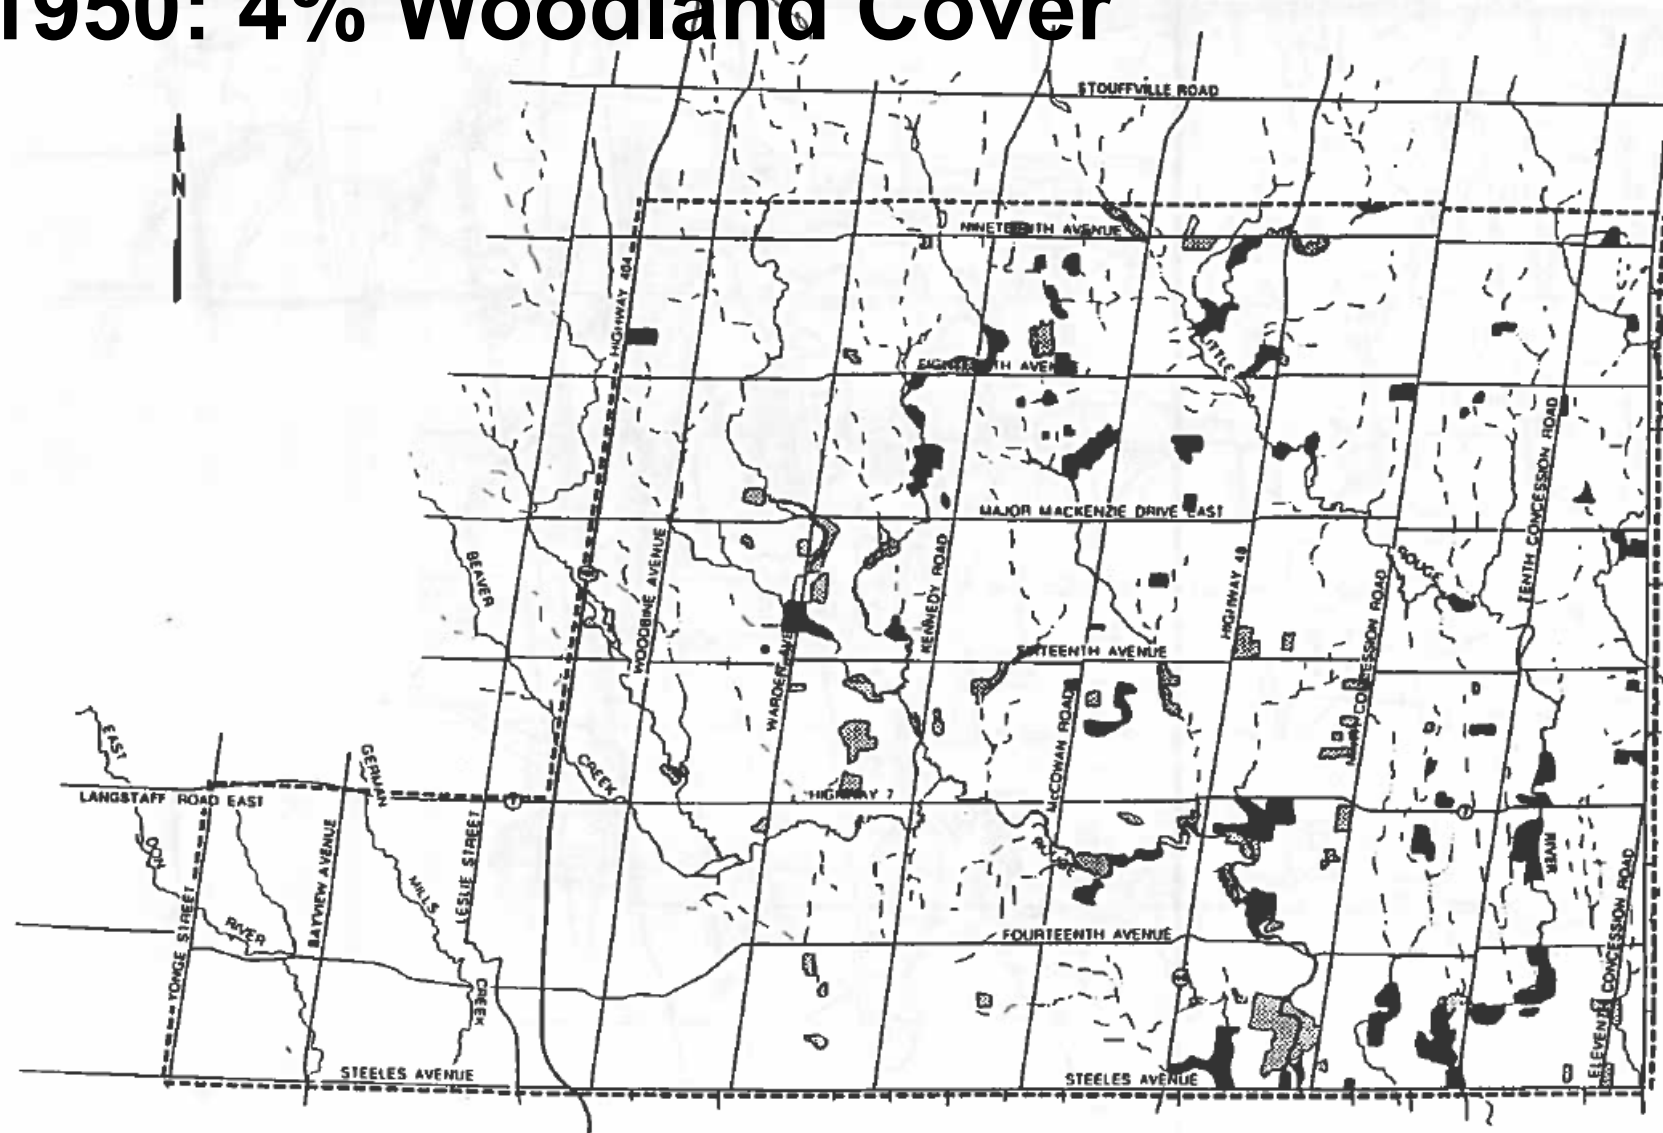 1950: 4% Woodland Cover
STOUFFVILLE ROAD
N
NINETEENTH AVENUE
HIGHWAY 404
LITTLE
EIGHTEENTH AVENUE
TENTH CONCESSION ROAD
MAJOR MACKENZIE DRIVE EAST
BEAVER
WOODBINE AVENUE
KENNEDY ROAD
HIGHWAY 48
ROUGE
CONCESSION ROAD
SIXTEENTH AVENUE
WARDEN AVE
McCOWAN ROAD
EAST
GERMAN
CREEK
HIGHWAY 7
LANGSTAFF ROAD EAST
7
7
DON
BAYVIEW AVENUE
LESLIE STREET
MILLS
RIVER
ELEVENTH CONCESSION ROAD
YONGE STREET
RIVER
FOURTEENTH AVENUE
CREEK
STEELES AVENUE
STEELES AVENUE